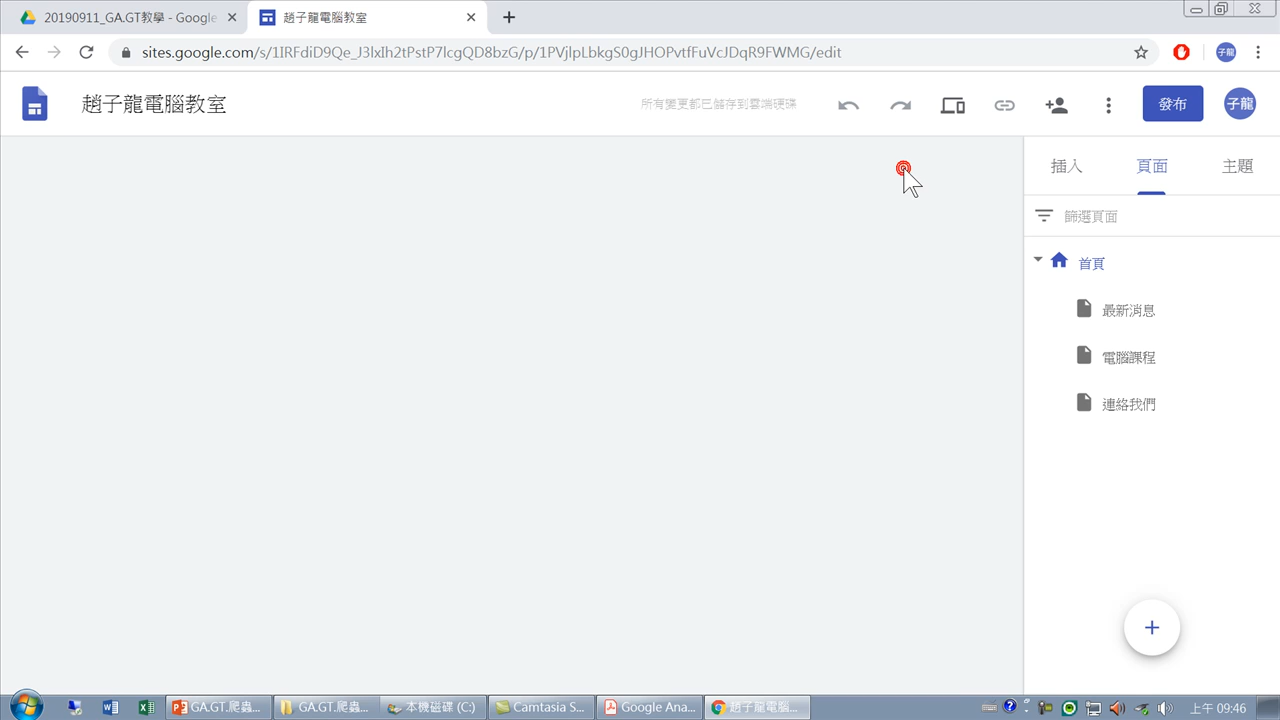 20190911_GA.GT教學 - Google
趙子龍電腦教室
sites.google.com/s/1IRFdiD9Qe_J3lxIh2tPstP7lcgQD8bzG/p/1PVjlpLbkgS0gJHOPvtfFuVcJDqR9FWMG/edit
子龍
趙子龍電腦教室
所有變更都已儲存到雲端硬碟
發布
子龍
插入
頁面
主題
篩選頁面
首頁
最新消息
電腦課程
連絡我們
GA.GT.爬蟲...
GA.GT.爬蟲...
本機磁碟 (C:)
Camtasia S...
Google Ana...
趙子龍電腦...
上午 09:46